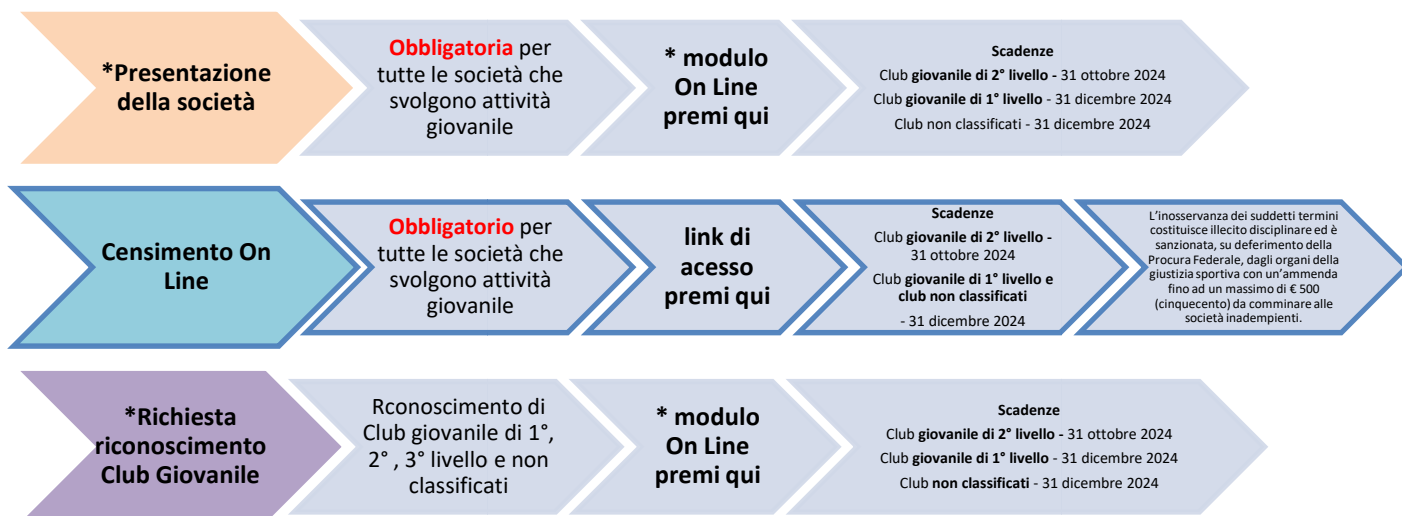 *Presentazione
della società
Obbligatoria per
tutte le società che
svolgono attività
giovanile
* modulo
On Line
premi qui
Scadenze
Club giovanile di 2° livello - 31 ottobre 2024
Club giovanile di 1° livello - 31 dicembre 2024
Club non classificati - 31 dicembre 2024
Censimento On
Line
Obbligatorio per
tutte le società che
svolgono attività
giovanile
link di
acesso
premi qui
Scadenze
Club giovanile di 2° livello -
31 ottobre 2024
Club giovanile di 1° livello e
club non classificati
- 31 dicembre 2024
L'inosservanza dei suddetti termini
costituisce illecito disciplinare ed è
sanzionata, su deferimento della
Procura Federale, dagli organi della
giustizia sportiva con un'ammenda
fino ad un massimo di € 500
(cinquecento) da comminare alle
società inadempienti.
*Richiesta
riconoscimento
Club Giovanile
Rconoscimento di
Club giovanile di 1°,
2° , 3° livello e non
classificati
* modulo
On Line
premi qui
Scadenze
Club giovanile di 2° livello - 31 ottobre 2024
Club giovanile di 1° livello - 31 dicembre 2024
Club non classificati - 31 dicembre 2024